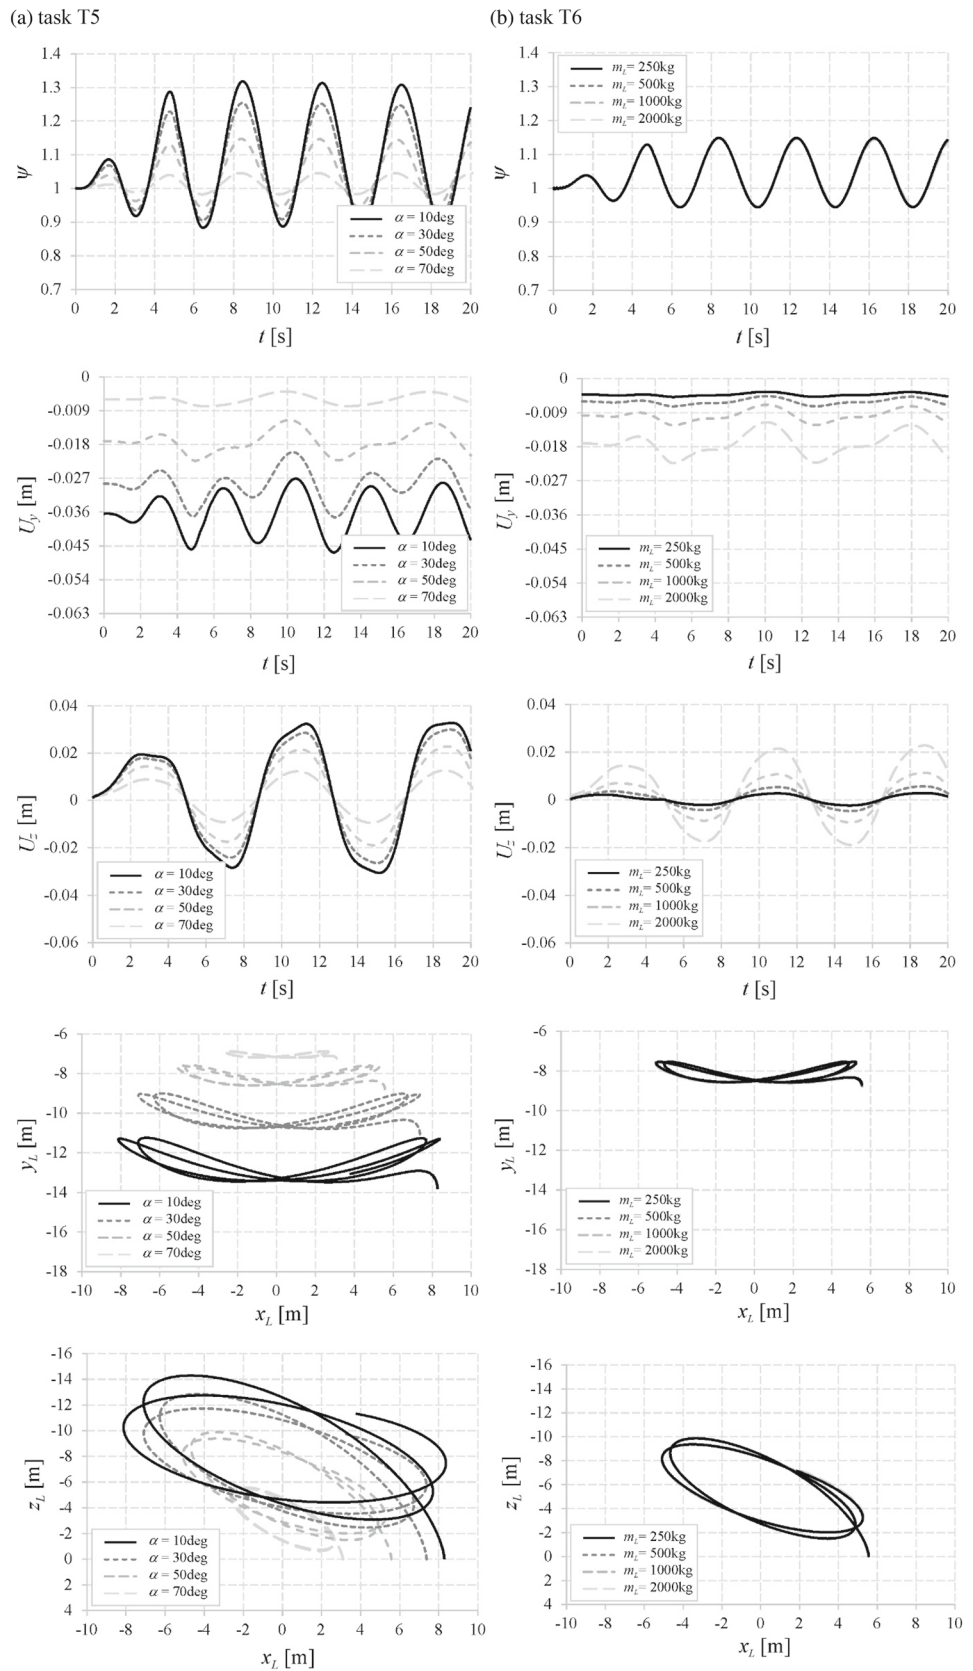 (a) task T5
(b) task T6
1.4
1.3
1.2
1.1
1
0.9
0.8
0.7
ψ
α = 10deg
α = 30deg
α = 50deg
α = 70deg
0 2 4 6 8 10 12 14 16 18 20
t [s]
1.4
1.3
1.2
1.1
1
0.9
0.8
0.7
ψ
mL= 250kg
mL= 500kg
mL= 1000kg
mL= 2000kg
0 2 4 6 8 10 12 14 16 18 20
t [s]
0
-0.009
-0.018
-0.027
-0.036
-0.045
-0.054
-0.063
Uy [m]
α = 10deg
α = 30deg
α = 50deg
α = 70deg
0 2 4 6 8 10 12 14 16 18 20
t [s]
0
-0.009
-0.018
-0.027
-0.036
-0.045
-0.054
-0.063
Uy [m]
mL= 250kg
mL= 500kg
mL= 1000kg
mL= 2000kg
0 2 4 6 8 10 12 14 16 18 20
t [s]
0.04
0.02
0
-0.02
-0.04
-0.06
Uz [m]
α = 10deg
α = 30deg
α = 50deg
α = 70deg
0 2 4 6 8 10 12 14 16 18 20
t [s]
0.04
0.02
0
-0.02
-0.04
-0.06
Uz [m]
mL= 250kg
mL= 500kg
mL= 1000kg
mL= 2000kg
0 2 4 6 8 10 12 14 16 18 20
t [s]
-6
-8
-10
-12
-14
-16
-18
yL [m]
α = 10deg
α = 30deg
α = 50deg
α = 70deg
-10 -8 -6 -4 -2 0 2 4 6 8 10
xL [m]
-6
-8
-10
-12
-14
-16
-18
yL [m]
mL= 250kg
mL= 500kg
mL= 1000kg
mL= 2000kg
-10 -8 -6 -4 -2 0 2 4 6 8 10
xL [m]
-16
-14
-12
-10
-8
-6
-4
-2
0
2
4
zL [m]
α = 10deg
α = 30deg
α = 50deg
α = 70deg
-10 -8 -6 -4 -2 0 2 4 6 8 10
xL [m]
-16
-14
-12
-10
-8
-6
-4
-2
0
2
4
zL [m]
mL= 250kg
mL= 500kg
mL= 1000kg
mL= 2000kg
-10 -8 -6 -4 -2 0 2 4 6 8 10
xL [m]